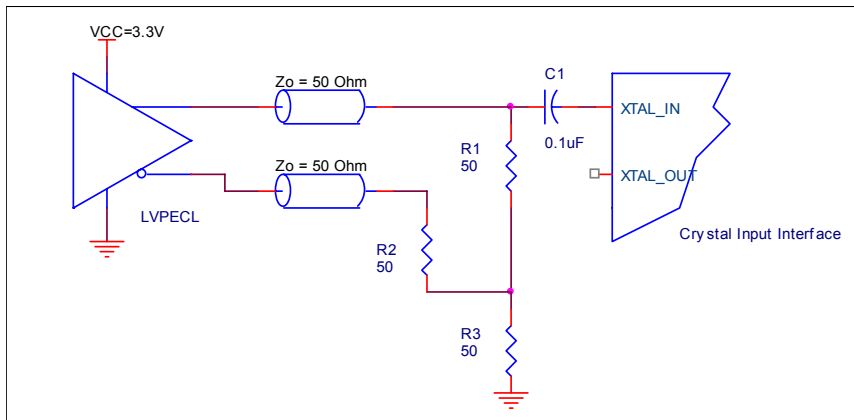 VCC=3.3V
Zo = 50 Ohm
C1
XTAL_IN
0.1uF
R1
50
Zo = 50 Ohm
XTAL_OUT
LVPECL
Crystal Input Interface
R2
50
R3
50